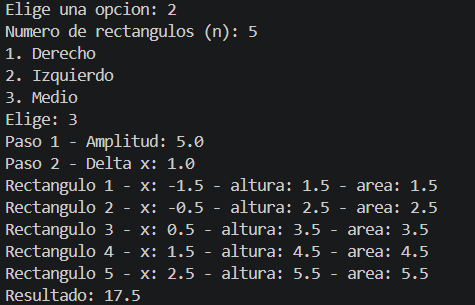 Elige una opcion: 2
Numero de rectangulos (n): 5
1. Derecho
2. Izquierdo
3. Medio
Elige: 3
Paso 1 - Amplitud: 5.0
Paso 2 - Delta x: 1.0
Rectangulo 1 - x: -1.5 - altura: 1.5 - area: 1.5
Rectangulo 2 - x: -0.5 - altura: 2.5 - area: 2.5
Rectangulo 3 - x: 0.5 - altura: 3.5 - area: 3.5
Rectangulo 4 - x: 1.5 - altura: 4.5 - area: 4.5
Rectangulo 5 - x: 2.5 - altura: 5.5 - area: 5.5
Resultado: 17.5